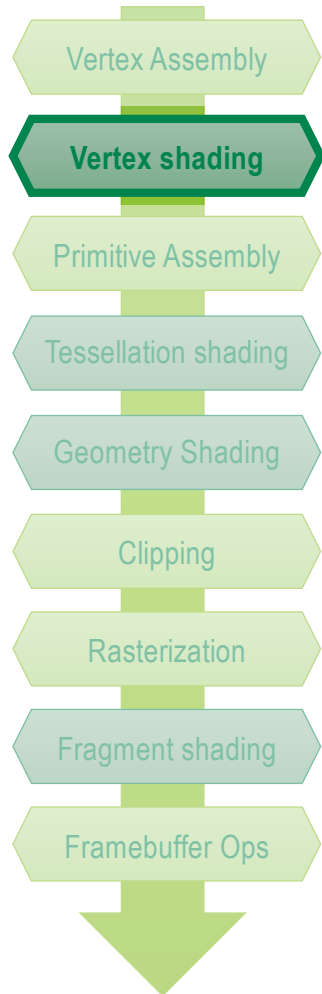 Vertex Assembly
Vertex shading
Primitive Assembly
Tessellation shading
Geometry Shading
Clipping
Rasterization
Fragment shading
Framebuffer Ops